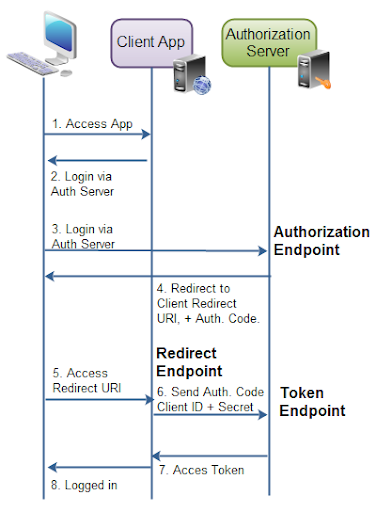 Client App
Authorization
Server
1. Access App
2. Login via
Auth Server
3. Login via
Auth Server
Authorization
Endpoint
4. Redirect to
Client Redirect
URI, + Auth. Code.
Redirect
Endpoint
5. Access
Redirect URI
6. Send Auth. Code
Client ID + Secret
Token
Endpoint
7. Acces Token
8. Logged in